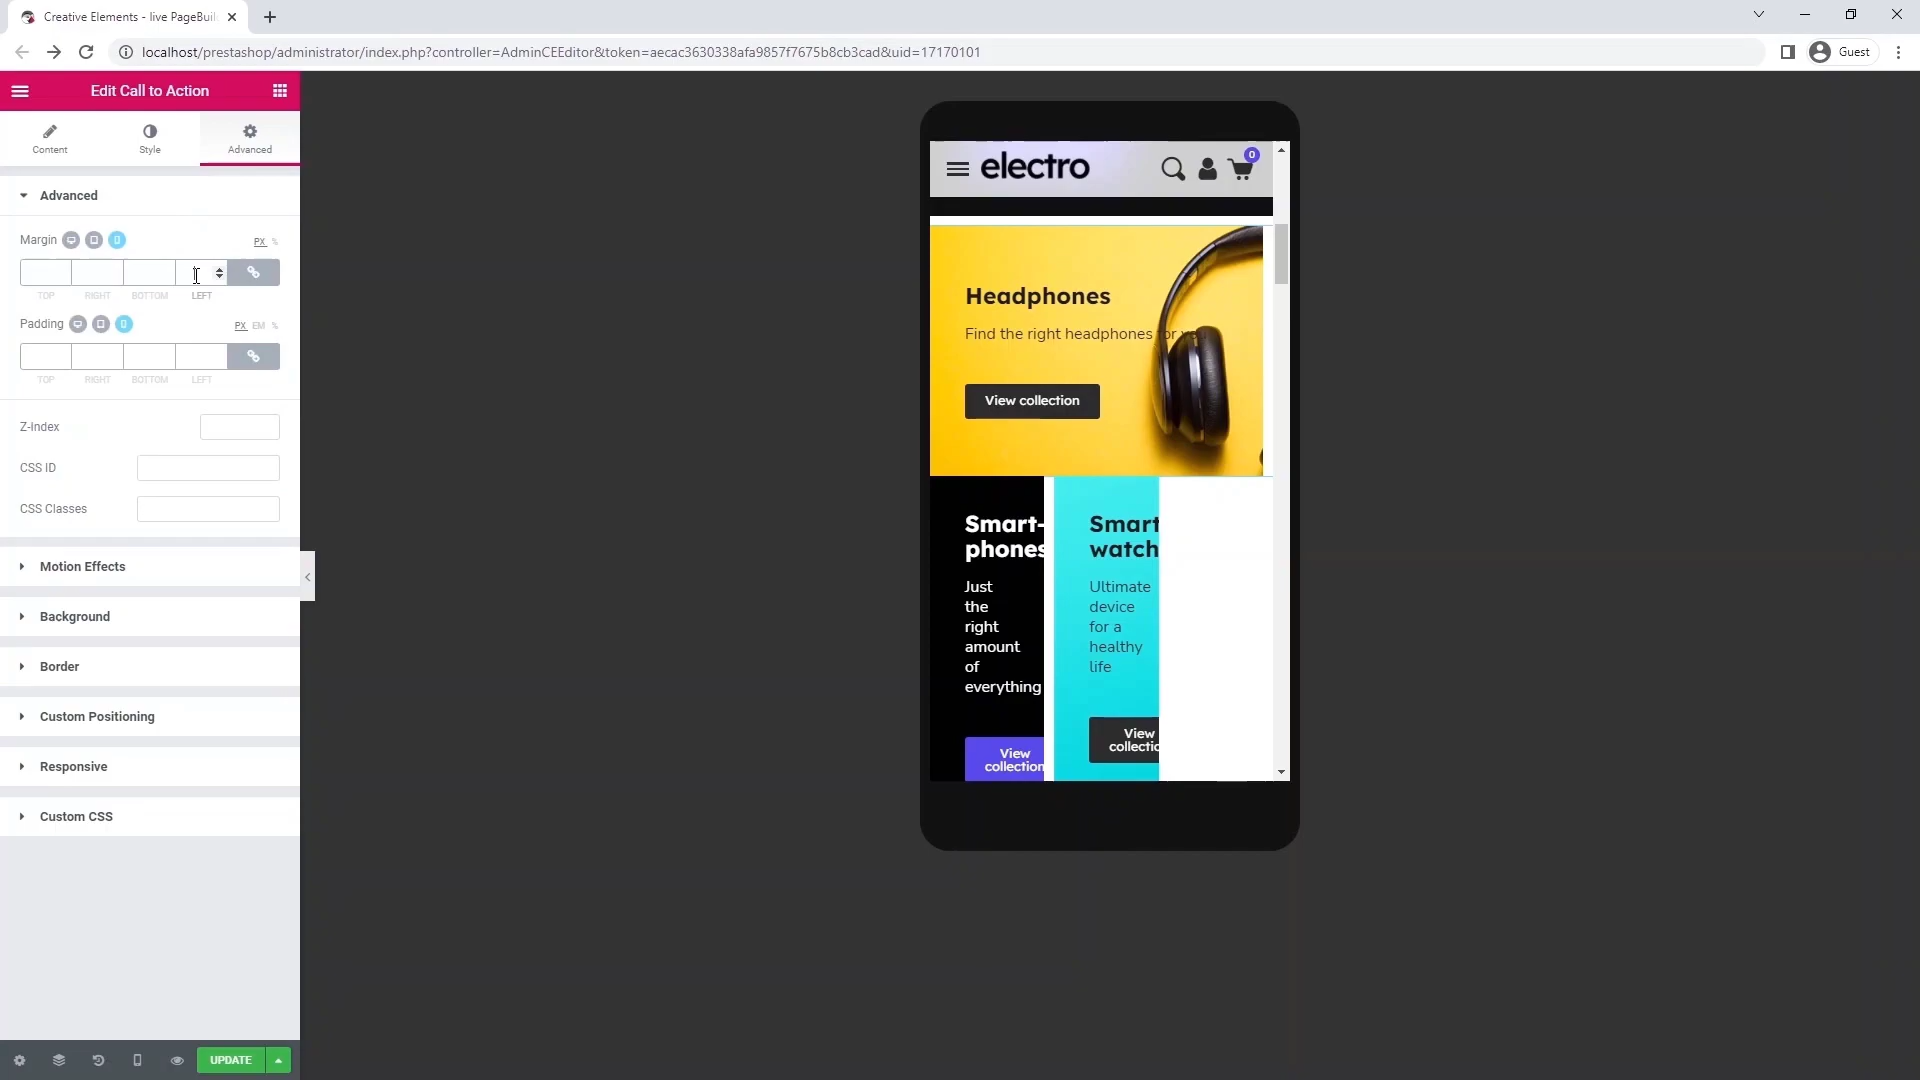 Creative Elements - live PageBuil
localhost/prestashop/administrator/index.php?controller=AdminCEEditor&token=aecac3630338afa9857f7675b8cb3cad&uid=17170101
Guest
Edit Call to Action
Content
Style
Advanced
Advanced
Margin
PX %
TOP RIGHT BOTTOM LEFT
Padding
PX EM %
TOP RIGHT BOTTOM LEFT
Z-Index
CSS ID
CSS Classes
Motion Effects
Background
Border
Custom Positioning
Responsive
Custom CSS
UPDATE
electro
0
Headphones
Find the right headphones for you
View collection
Smart-
phones
Just
the
right
amount
of
everything
View
collection
Smart
watch
Ultimate
device
for a
healthy
life
View
collectio